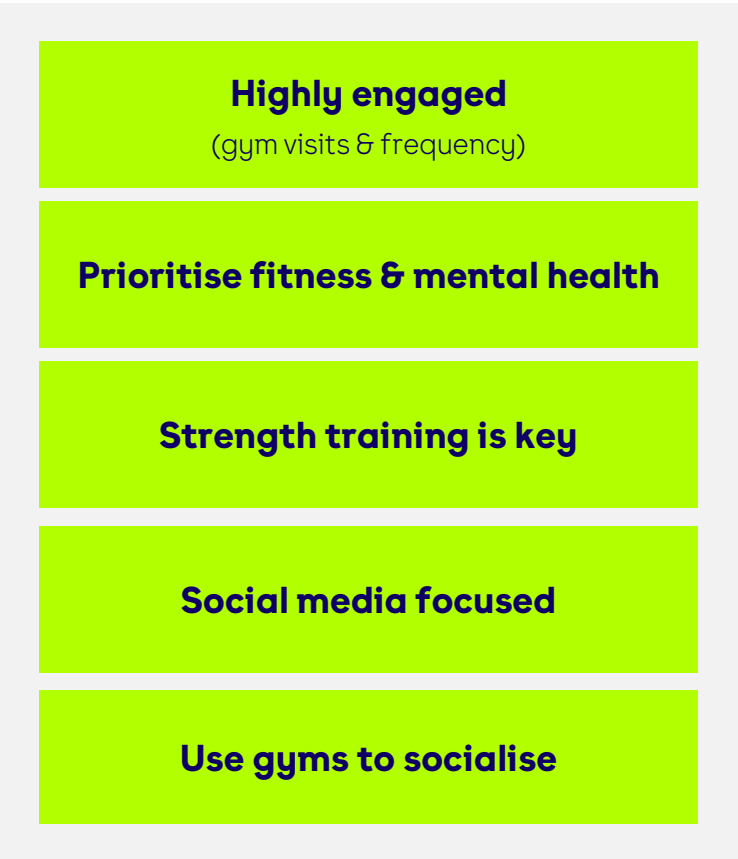 Highly engaged
(gym visits & frequency)
Prioritise fitness & mental health
Strength training is key
Social media focused
Use gyms to socialise